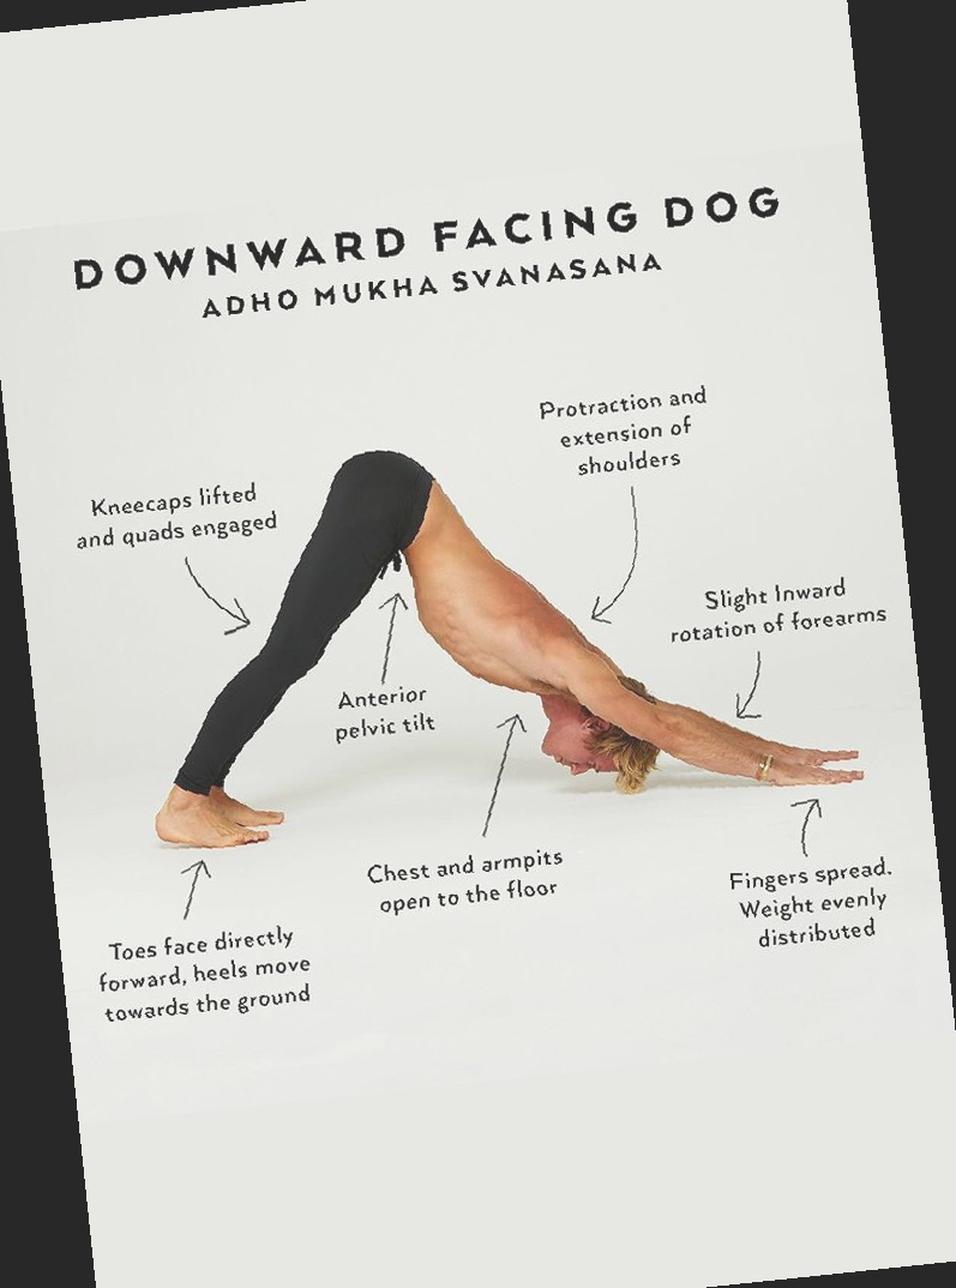 DOWNWARD FACING DOG
ADHO MUKHA SVANASANA
Protraction and
extension of
shoulders
Kneecaps lifted
and quads engaged
Slight Inward
rotation of forearms
Anterior
pelvic tilt
Chest and armpits
open to the floor
Fingers spread.
Weight evenly
distributed
Toes face directly
forward, heels move
towards the ground